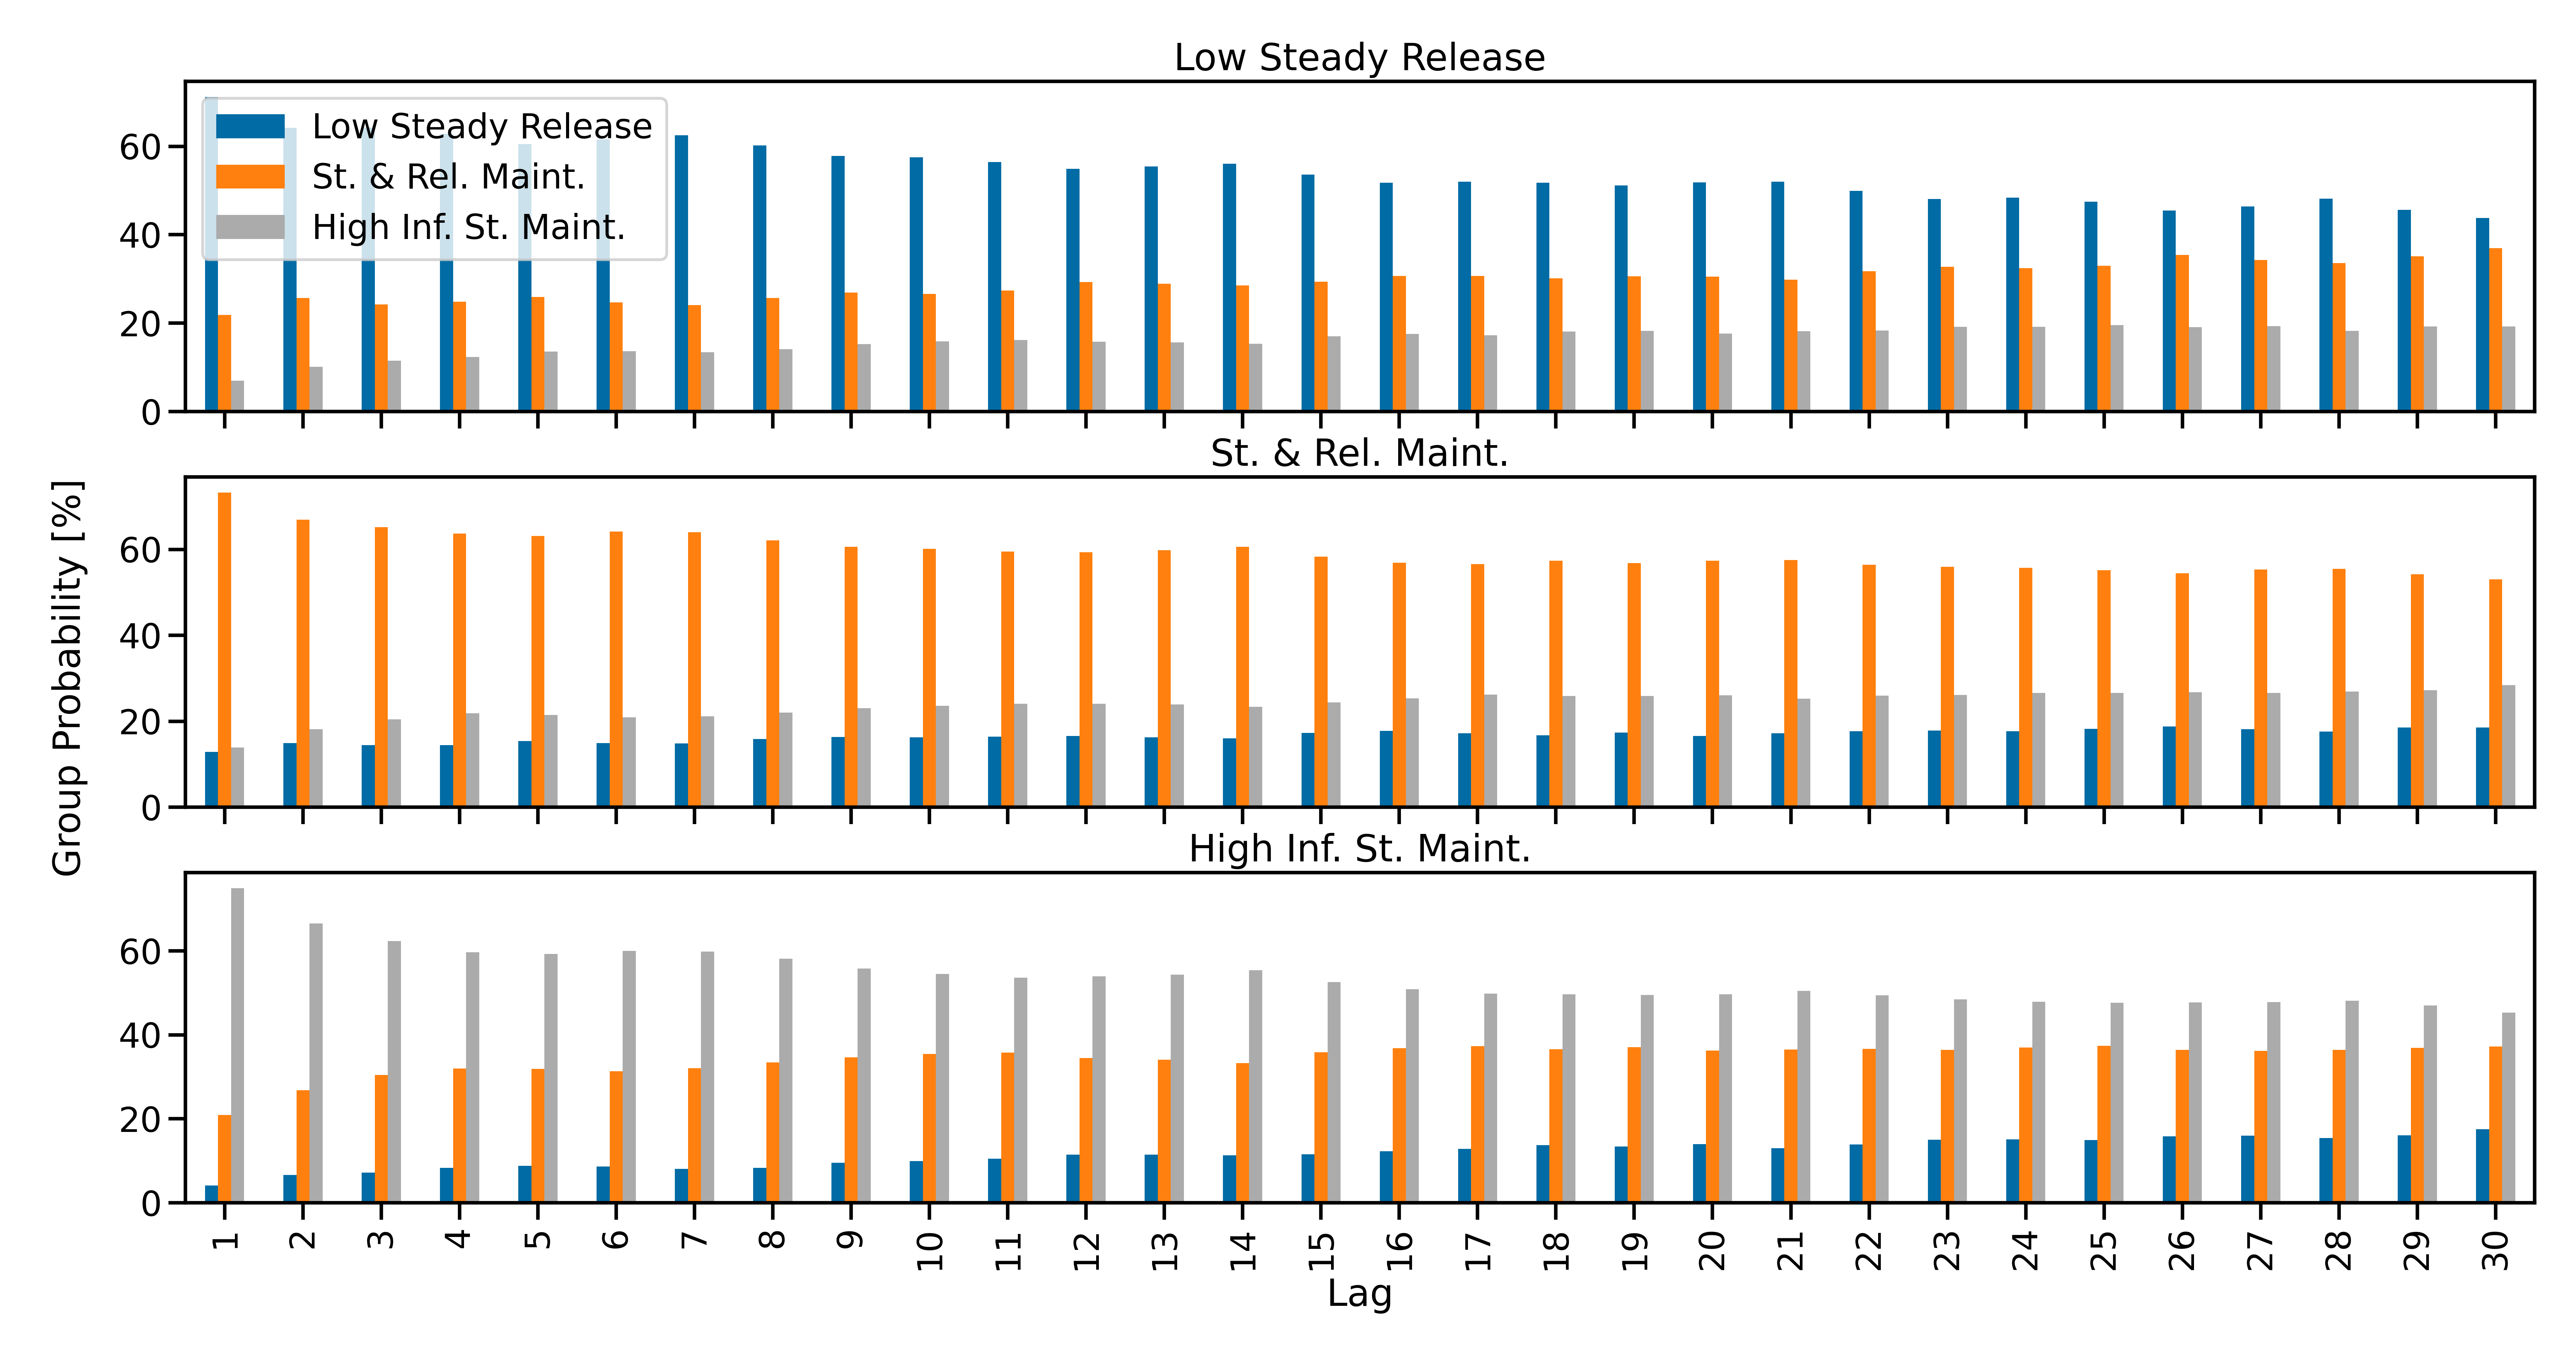 Low Steady Release
Low Steady Release
St. & Rel. Maint.
High Inf. St. Maint.
60
40
20
0
St. & Rel. Maint.
Group Probability [%]
60
40
20
0
High Inf. St. Maint.
60
40
20
0
1 2 3 4 5 6 7 8 9 10 11 12 13 14 15 16 17 18 19 20 21 22 23 24 25 26 27 28 29 30
Lag